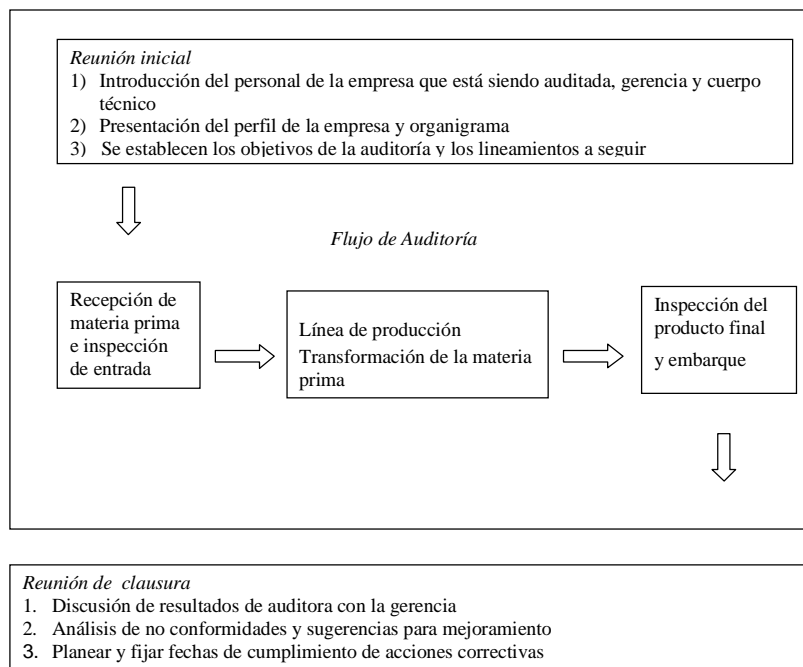 Reunión inicial
1) Introducción del personal de la empresa que está siendo auditada, gerencia y cuerpo
técnico
2) Presentación del perfil de la empresa y organigrama
3) Se establecen los objetivos de la auditoría y los lineamientos a seguir
Flujo de Auditoría
Recepción de
materia prima
e inspección
de entrada
Línea de producción
Transformación de la materia
prima
Inspección del
producto final
y embarque
Reunión de clausura
1. Discusión de resultados de auditora con la gerencia
2. Análisis de no conformidades y sugerencias para mejoramiento
3. Planear y fijar fechas de cumplimiento de acciones correctivas